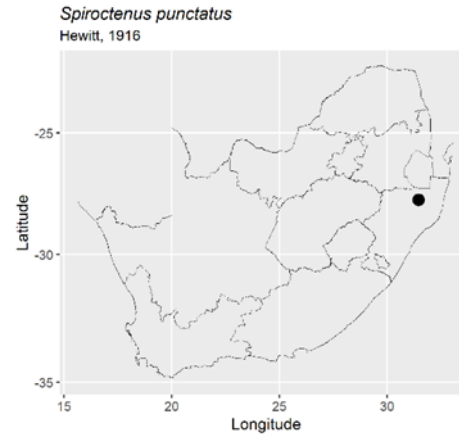 Spiroctenus punctatus
Hewitt, 1916
-25
-30
-35
Latitude
15 20 25 30
Longitude